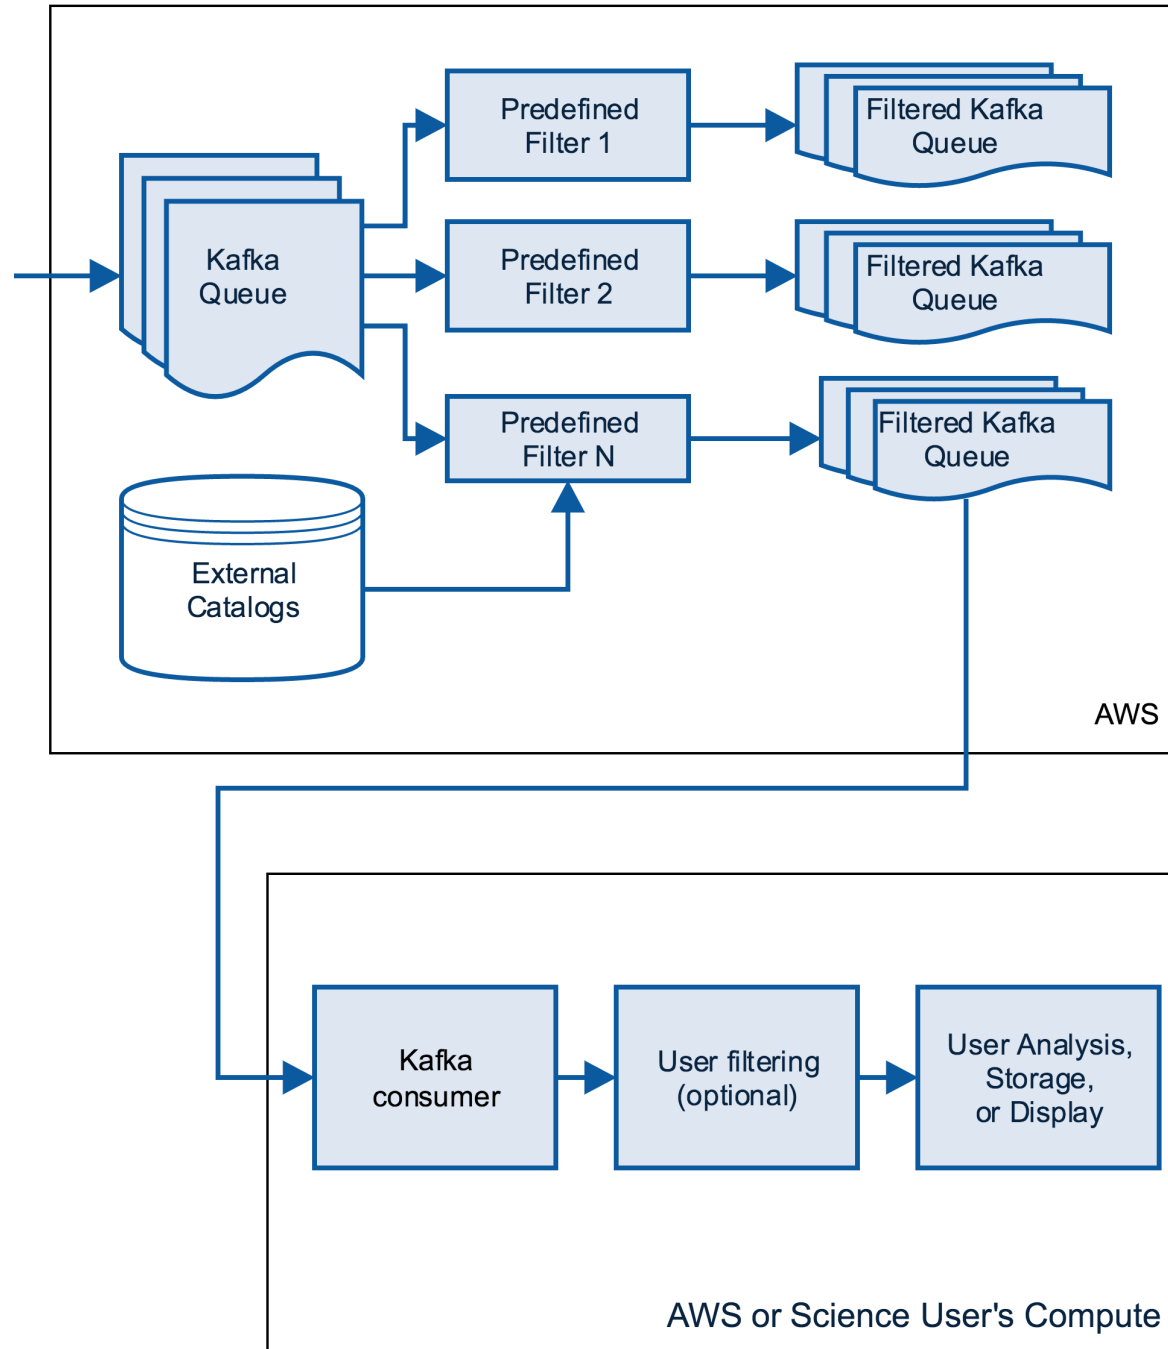 Predefined
Filter 1
Filtered Kafka
Queue
Kafka
Queue
Predefined
Filter 2
Filtered Kafka
Queue
Predefined
Filter N
Filtered Kafka
Queue
External
Catalogs
AWS
Kafka
consumer
User filtering
(optional)
User Analysis,
Storage,
or Display
AWS or Science User's Compute